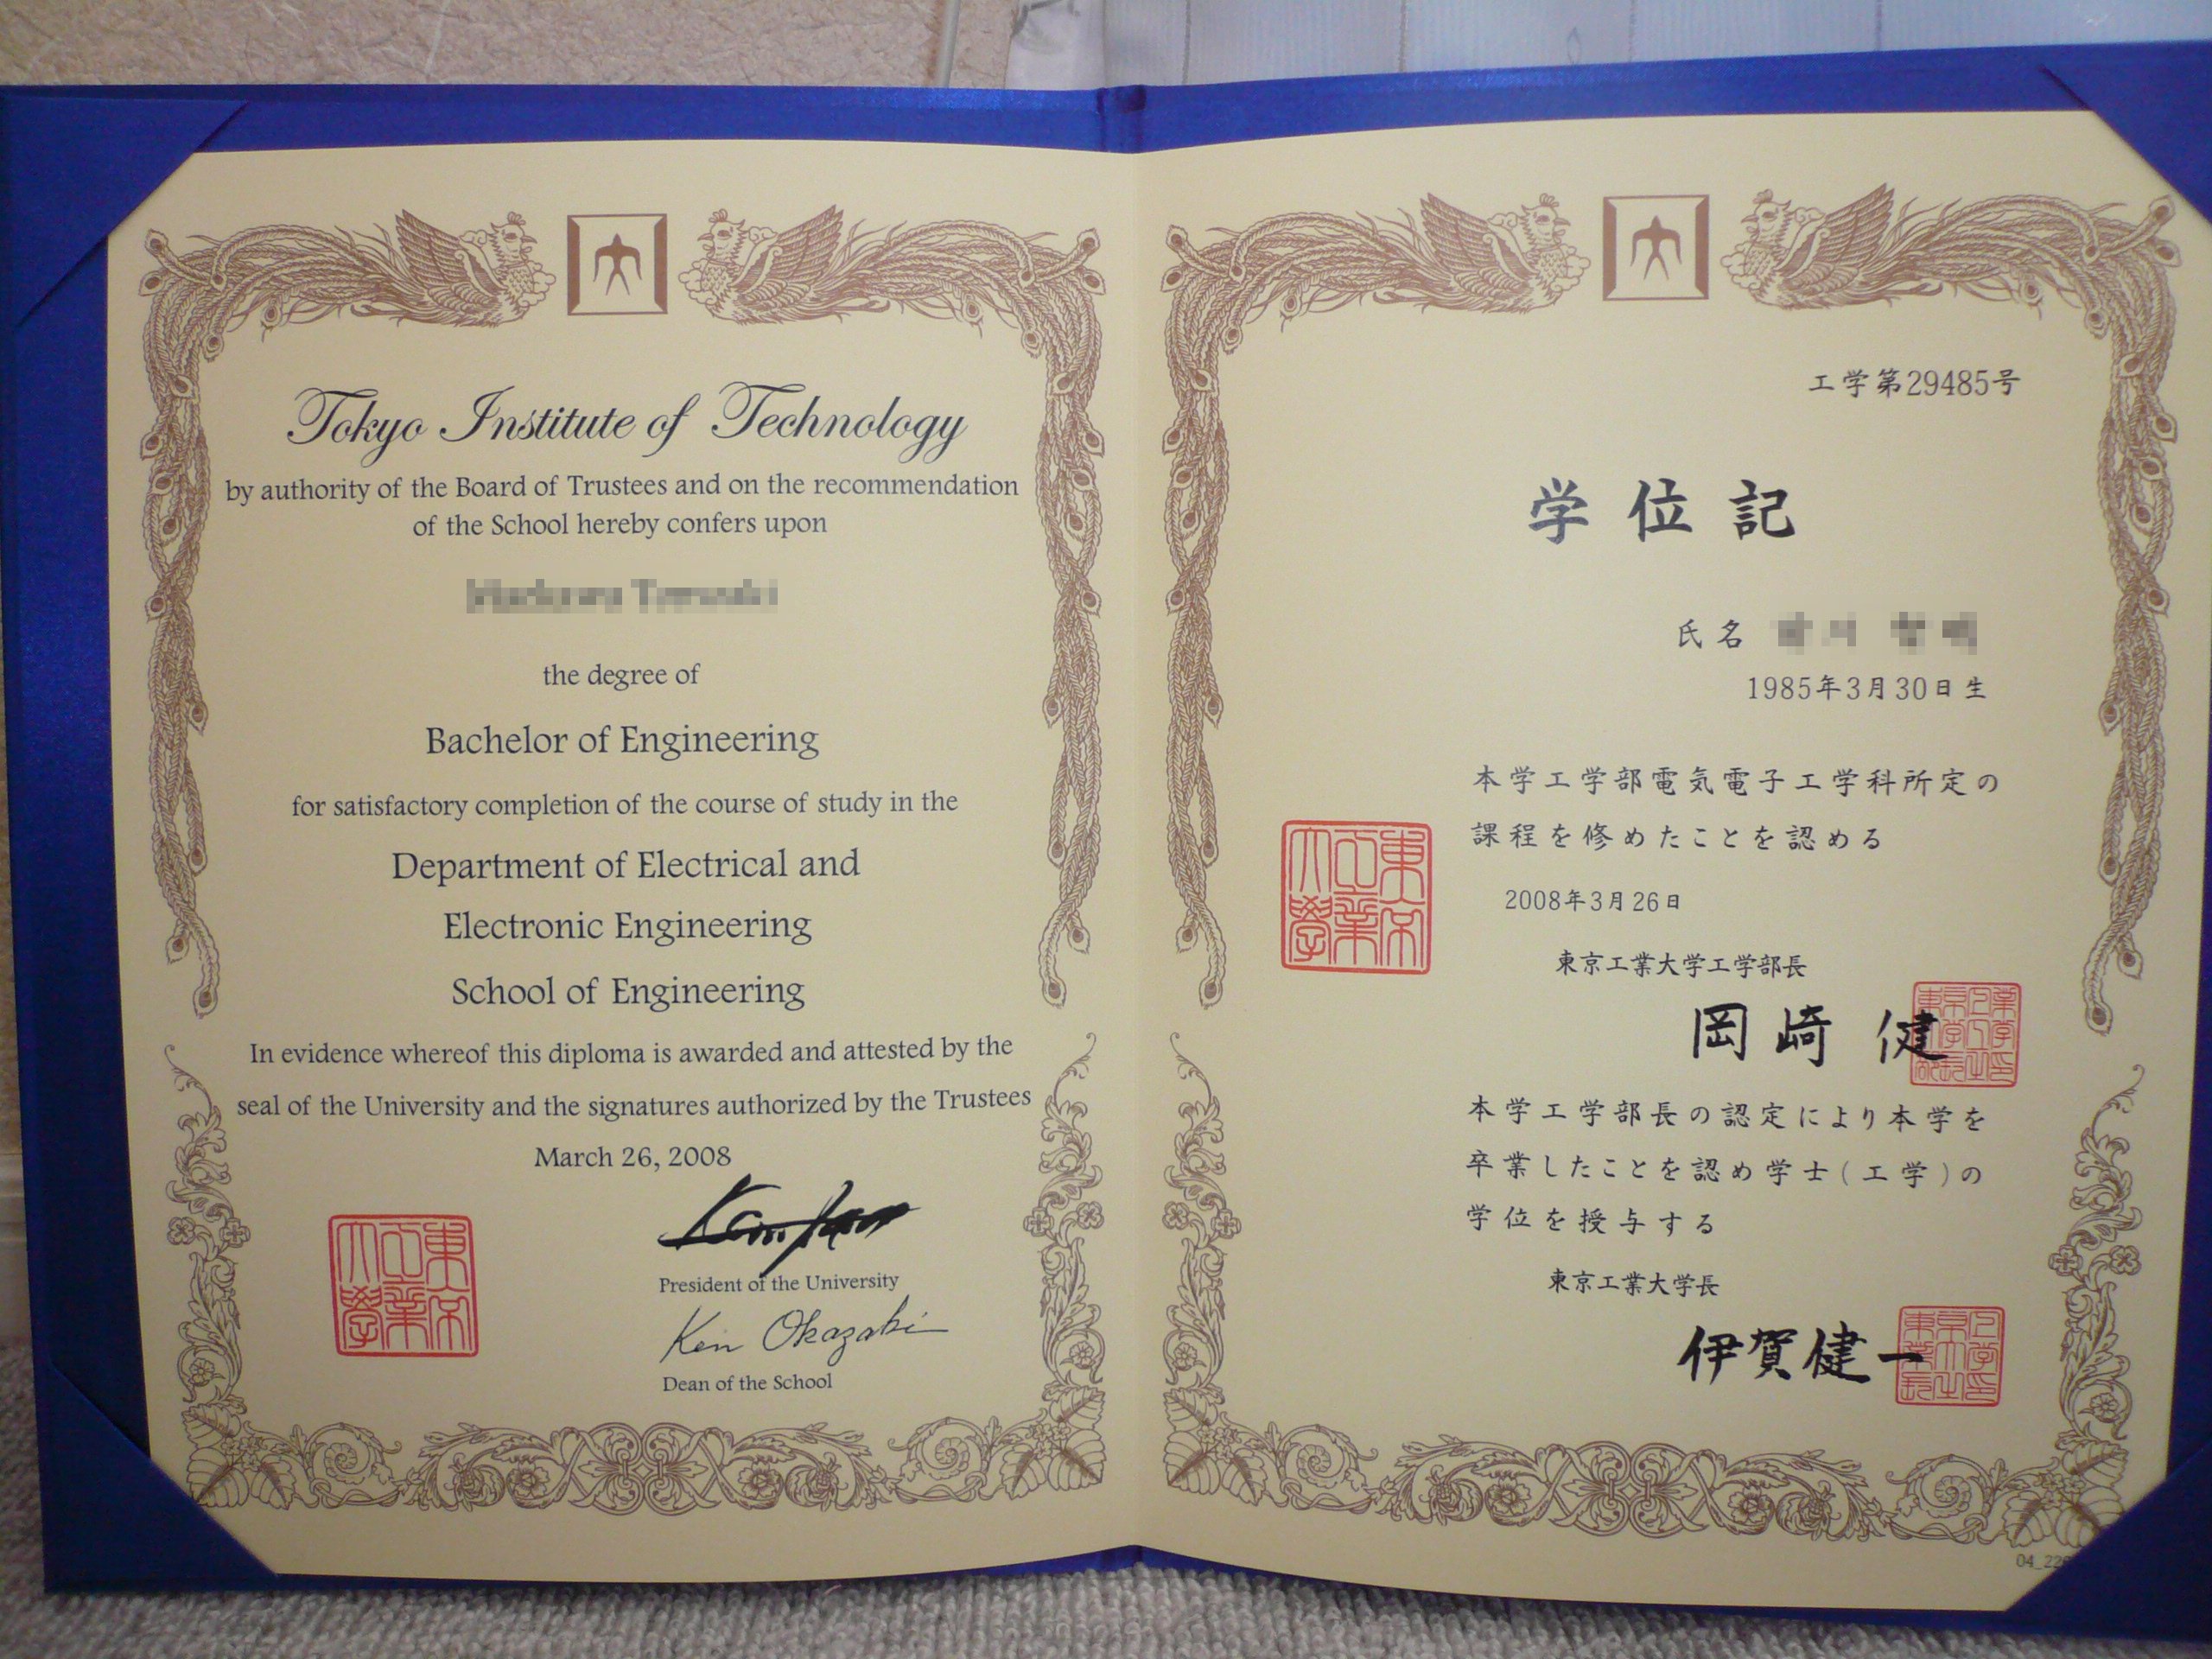 Tokyo Institute of Technology
by authority of the Board of Trustees and on the recommendation
of the School hereby confers upon
the degree of
Bachelor of Engineering
for satisfactory completion of the course of study in the
Department of Electrical and
Electronic Engineering
School of Engineering
In evidence whereof this diploma is awarded and attested by the
seal of the University and the signatures authorized by the Trustees
March 26, 2008
President of the University
Ken Okazaki
Dean of the School
工学第29485号
学位記
氏名
1985年3月30日生
本学工学部電気電子工学科所定の
課程を修めたことを認める
2008年3月26日
東京工業大学工学部長
岡崎 健
本学工学部長の認定により本学を
卒業したことを認め学士(工学)の
学位を授与する
東京工業大学長
伊賀健一
東京工業大學